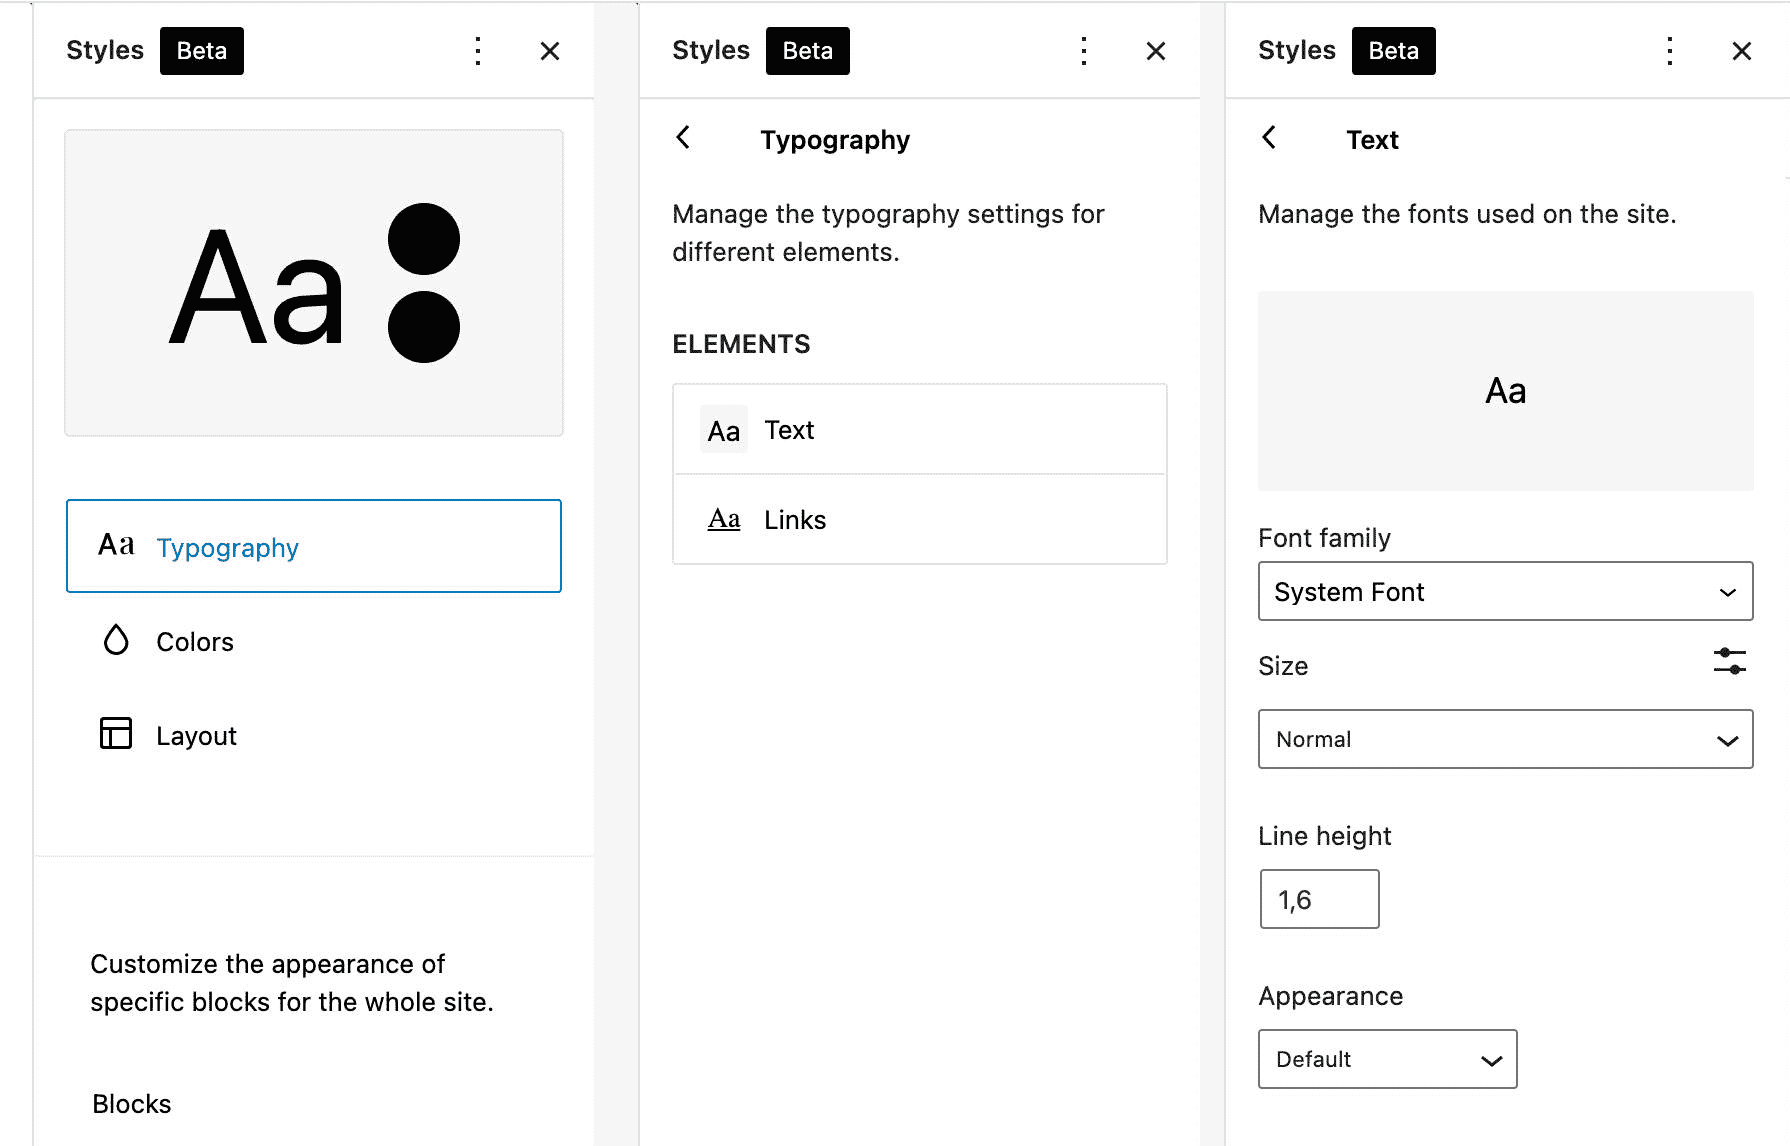 Styles Beta
Aa
Aa Typography
Colors
Layout
Customize the appearance of
specific blocks for the whole site.
Blocks
Styles Beta
Typography
Manage the typography settings for
different elements.
ELEMENTS
Aa Text
Aa Links
Styles Beta
Text
Manage the fonts used on the site.
Aa
Font family
System Font
Size
Normal
Line height
1,6
Appearance
Default